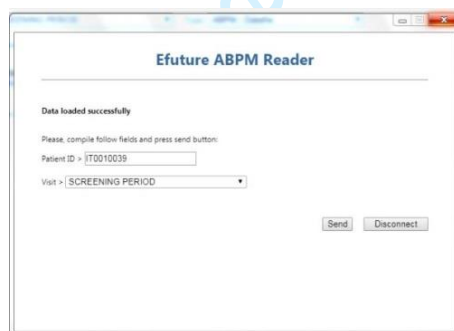 Efuture ABPM Reader
Data loaded successfully
Please, compile follow fields and press send button:
Patient ID > IT0010039
Visit > SCREENING PERIOD
Send Disconnect